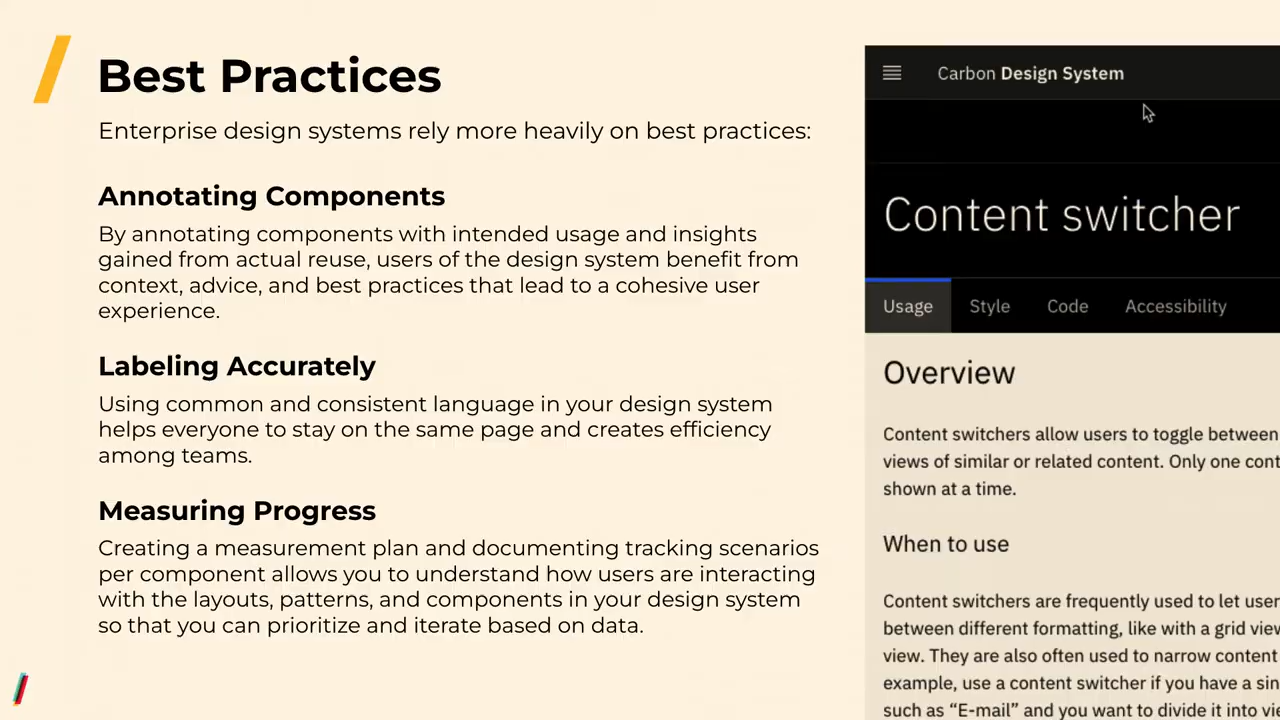 Best Practices
Enterprise design systems rely more heavily on best practices:
Annotating Components
By annotating components with intended usage and insights
gained from actual reuse, users of the design system benefit from
context, advice, and best practices that lead to a cohesive user
experience.
Labeling Accurately
Using common and consistent language in your design system
helps everyone to stay on the same page and creates efficiency
among teams.
Measuring Progress
Creating a measurement plan and documenting tracking scenarios
per component allows you to understand how users are interacting
with the layouts, patterns, and components in your design system
so that you can prioritize and iterate based on data.
Carbon Design System
Content switcher
Usage Style Code Accessibility
Overview
Content switchers allow users to toggle between
views of similar or related content. Only one cont
shown at a time.
When to use
Content switchers are frequently used to let user
between different formatting, like with a grid view
view. They are also often used to narrow content
example, use a content switcher if you have a sin
such as “E-mail” and you want to divide it into vie